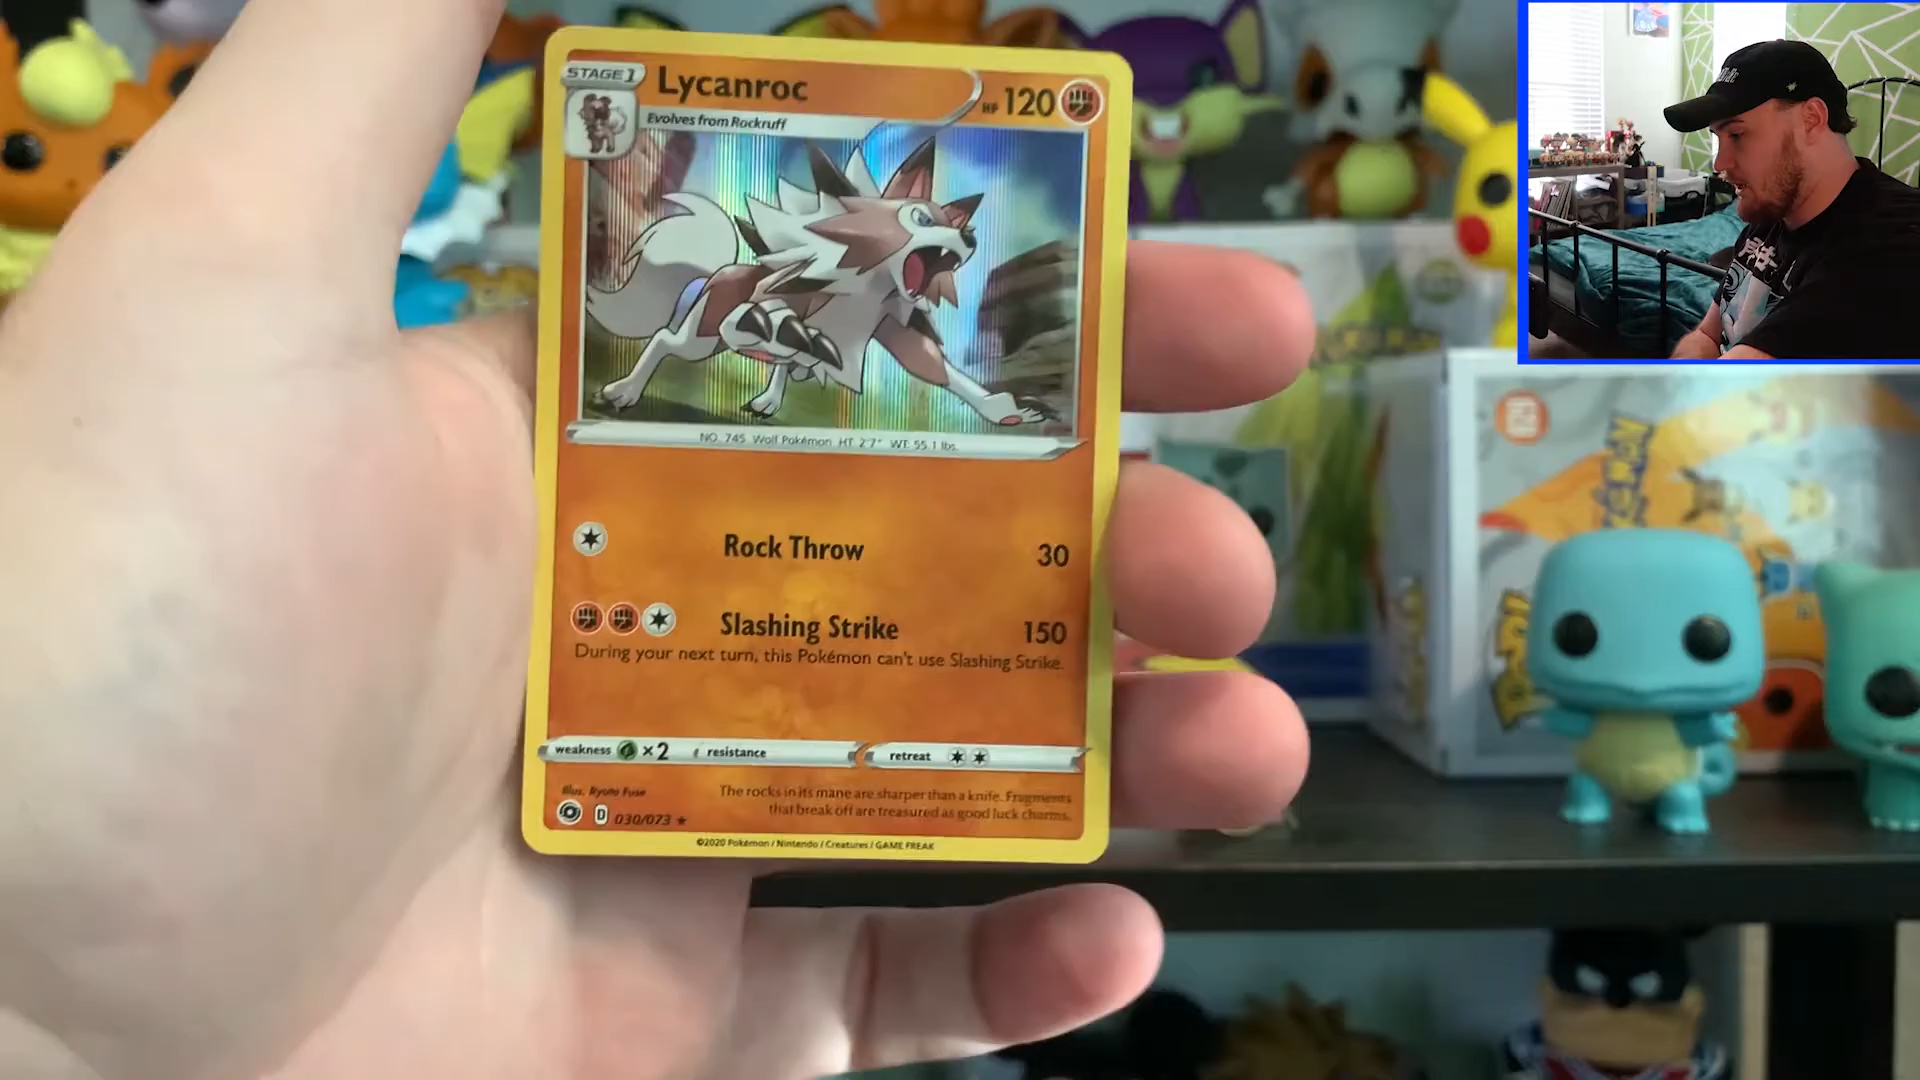 STAGE 1
Lycanroc
HP 120
Evolves from Rockruff
NO. 745 Wolf Pokémon HT 2'7" WT 55.1 lbs.
Rock Throw 30
Slashing Strike 150
During your next turn, this Pokémon can't use Slashing Strike.
weakness ×2 resistance retreat
Illus. Ryota Fuse
The rocks in its mane are sharper than a knife. Fragments
that break off are treasured as good luck charms.
D 030/073
©2020 Pokémon / Nintendo / Creatures / GAME FREAK
POKÉMON